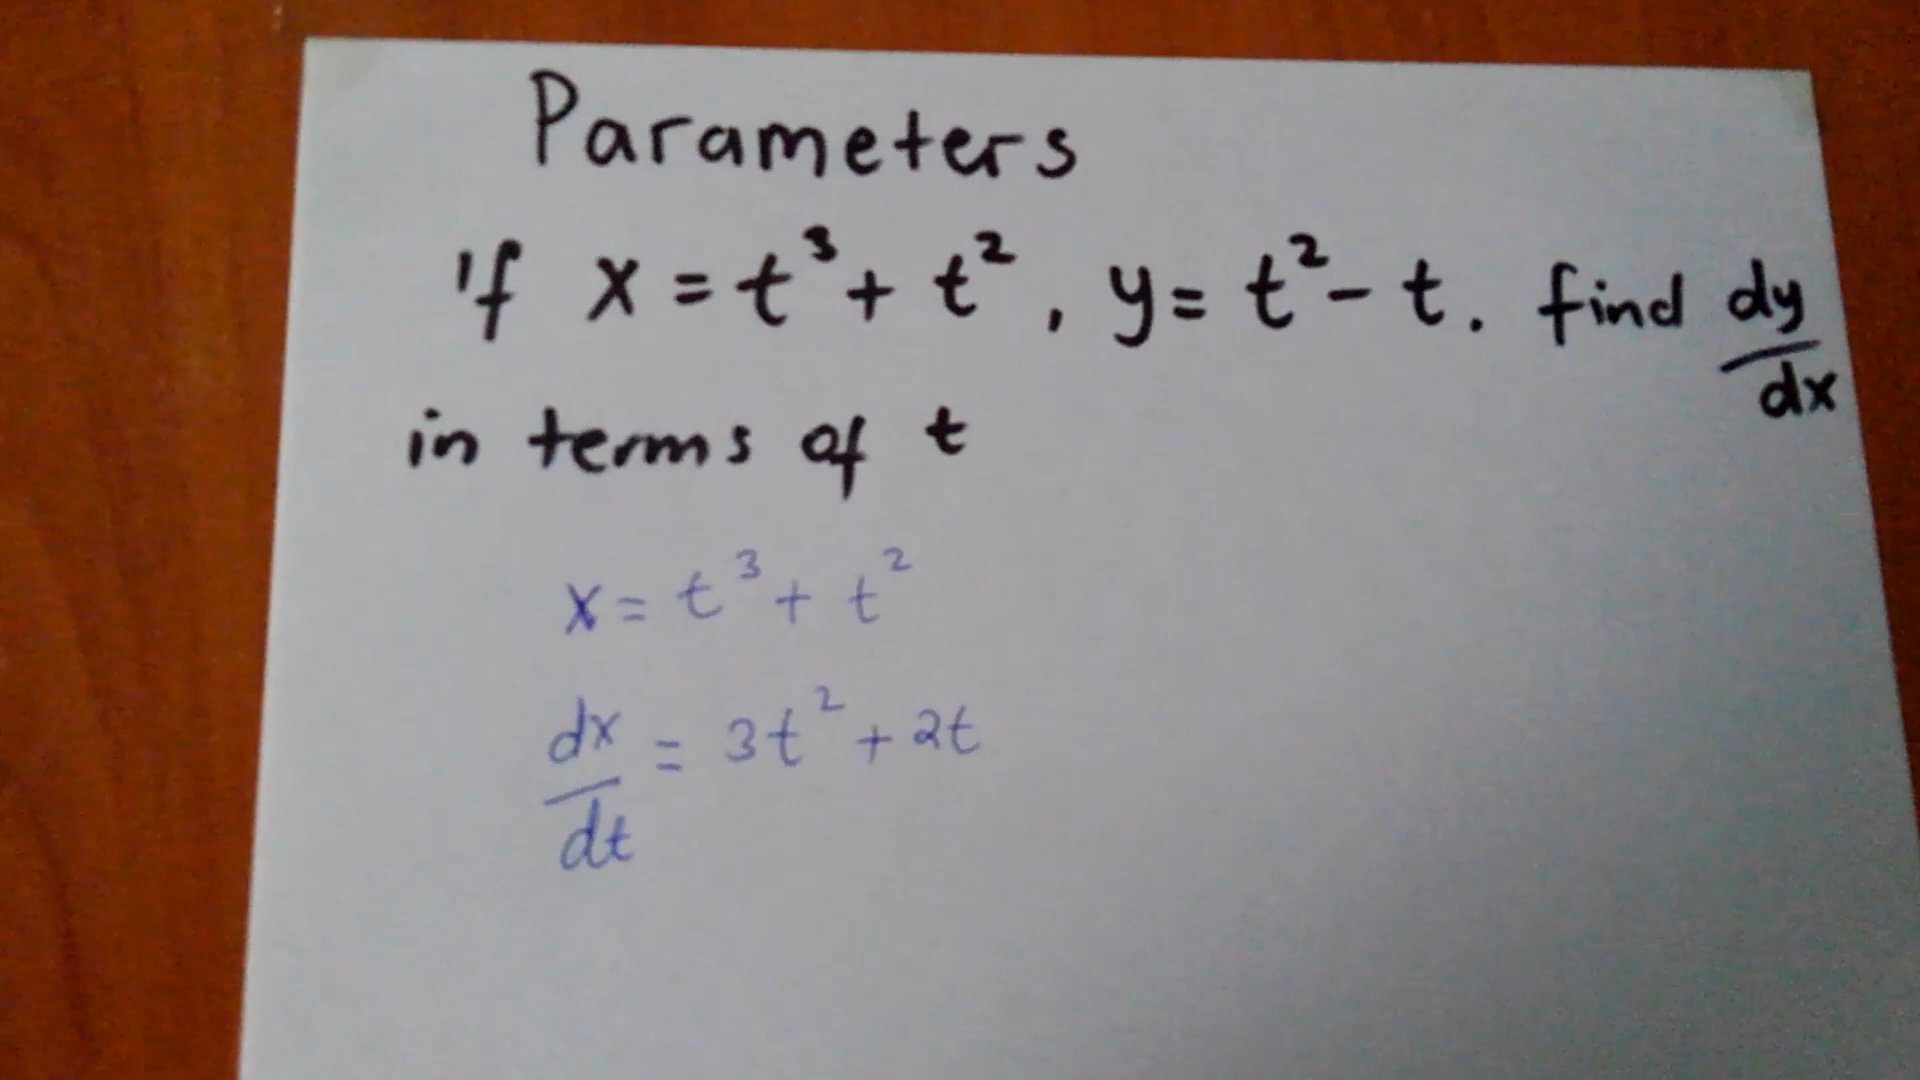 Parameters
If x = t³ + t², y = t² - t. find dy/dx
in terms of t
x = t³ + t²
dx/dt = 3t² + 2t